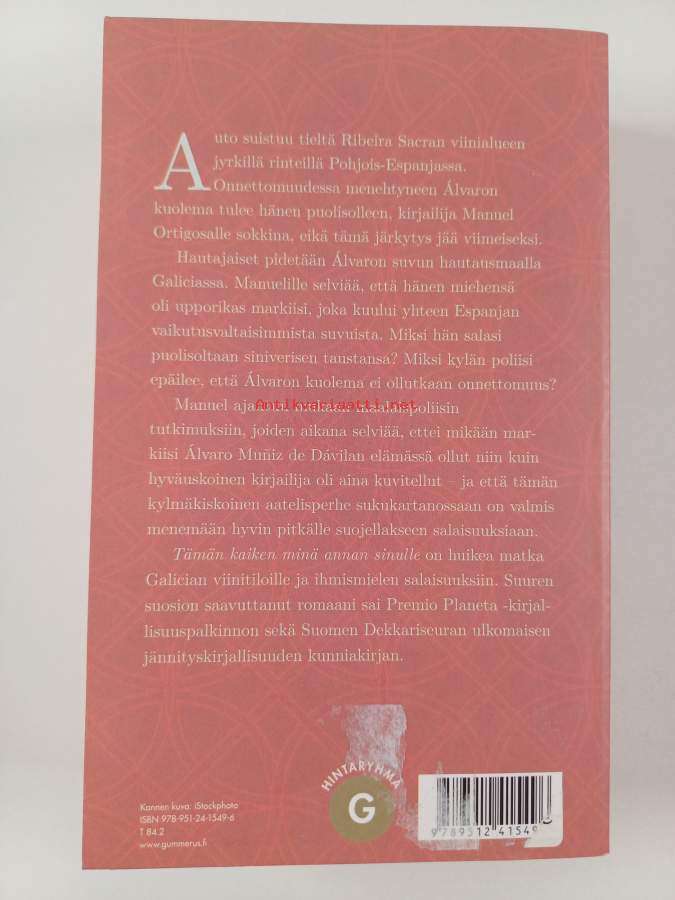 Auto suistuu tieltä Ribeira Sacran viinialueen
jyrkillä rinteillä Pohjois-Espanjassa.
Onnettomuudessa menehtyneen Álvaron
kuolema tulee hänen puolisolleen, kirjailija Manuel
Ortigosalle sokkina, eikä tämä järkytys jää viimeiseksi.
Hautajaiset pidetään Álvaron suvun hautausmaalla
Galiciassa. Manuelille selviää, että hänen miehensä
oli upporikas markiisi, joka kuului yhteen Espanjan
vaikutusvaltaisimmista suvuista. Miksi hän salasi
puolisoltaan siniverisen taustansa? Miksi kylän poliisi
epäilee, että Álvaron kuolema ei ollutkaan onnettomuus?
Manuel ajautuu mukaan maalaispoliisin
Antikvariaatti.net
tutkimuksiin, joiden aikana selviää, ettei mikään mar-
kiisi Álvaro Muñiz de Dávilan elämässä ollut niin kuin
hyväuskoinen kirjailija oli aina kuvitellut – ja että tämän
kylmäkiskoinen aatelisperhe sukukartanossaan on valmis
menemään hyvin pitkälle suojellakseen salaisuuksiaan.
Tämän kaiken minä annan sinulle on huikea matka
Galician viinitiloille ja ihmismielen salaisuuksiin. Suuren
suosion saavuttanut romaani sai Premio Planeta -kirjal-
lisuuspalkinnon sekä Suomen Dekkariseuran ulkomaisen
jännityskirjallisuuden kunniakirjan.
HINTARYHMÄ
G
Kannen kuva: iStockphoto
ISBN 978-951-24-1549-6
T 84.2
www.gummerus.fi
9789512 41549